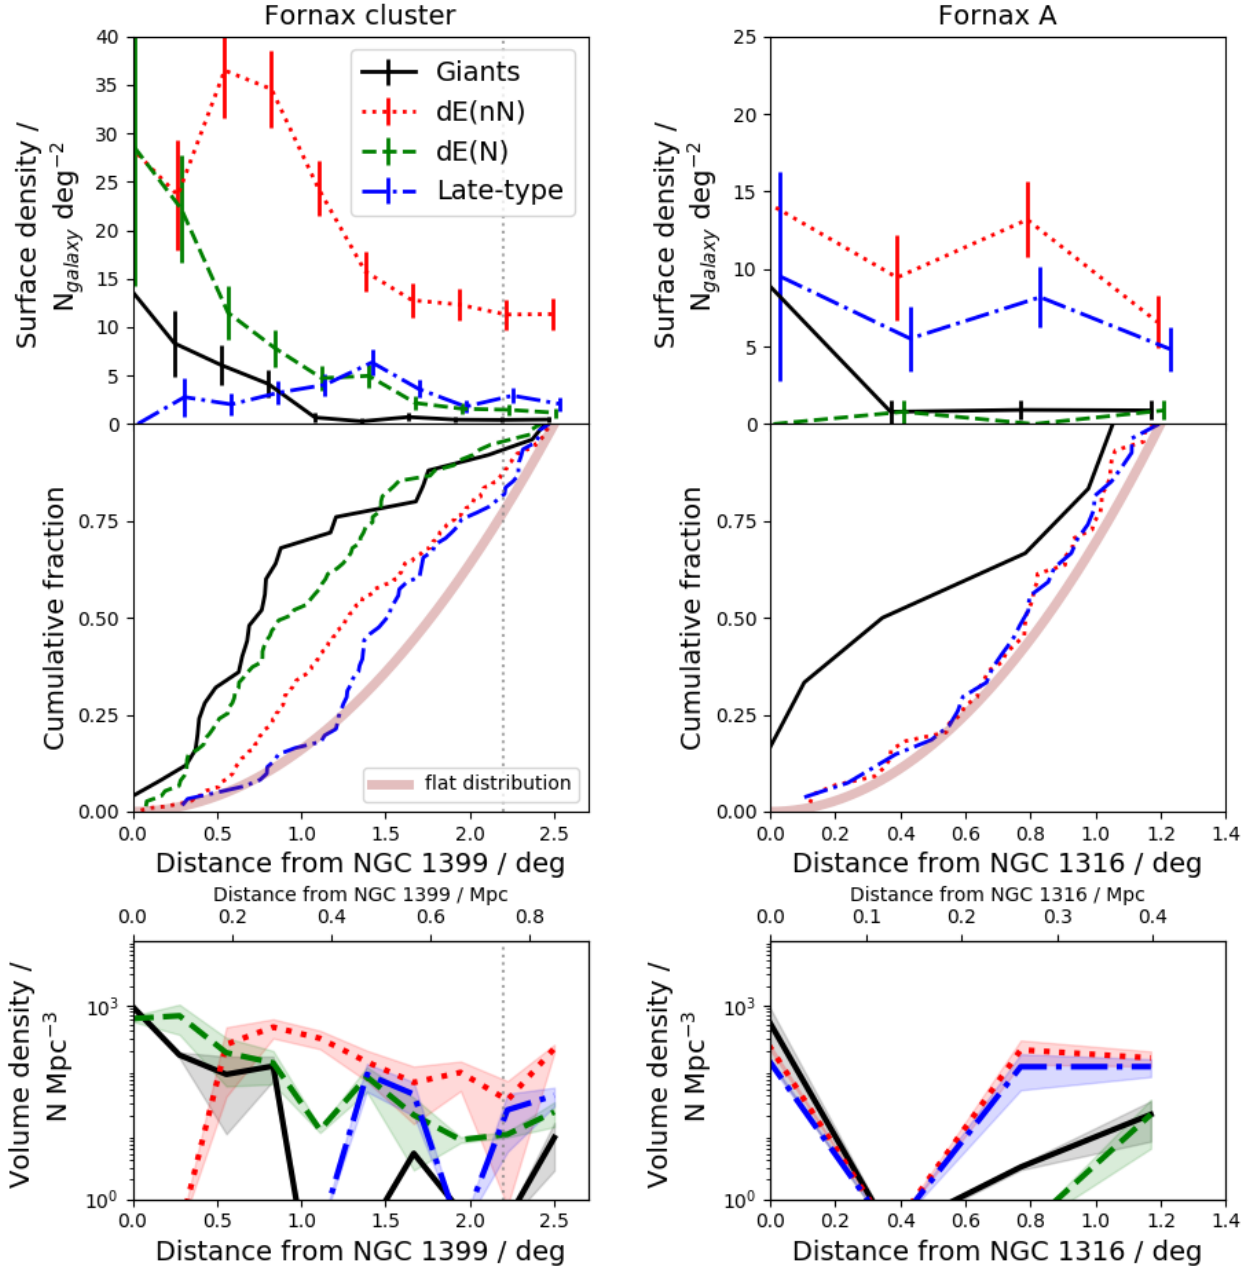 Fornax cluster
Fornax A
40
35
30
25
20
15
10
5
0
Surface density /
N_galaxy deg⁻²
Giants
dE(nN)
dE(N)
Late-type
25
20
15
10
5
0
Surface density /
N_galaxy deg⁻²
0.75
0.50
0.25
0.00
Cumulative fraction
flat distribution
0.0 0.5 1.0 1.5 2.0 2.5
Distance from NGC 1399 / deg
0.75
0.50
0.25
0.00
Cumulative fraction
0.0 0.2 0.4 0.6 0.8 1.0 1.2 1.4
Distance from NGC 1316 / deg
Distance from NGC 1399 / Mpc
0.0 0.2 0.4 0.6 0.8
10³
10⁰
Volume density /
N Mpc⁻³
0.0 0.5 1.0 1.5 2.0 2.5
Distance from NGC 1399 / deg
Distance from NGC 1316 / Mpc
0.0 0.1 0.2 0.3 0.4
10³
10⁰
Volume density /
N Mpc⁻³
0.0 0.2 0.4 0.6 0.8 1.0 1.2 1.4
Distance from NGC 1316 / deg